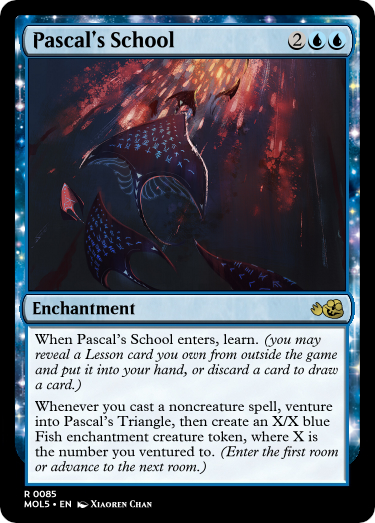 Pascal's School 2
Enchantment
When Pascal's School enters, learn. (you may
reveal a Lesson card you own from outside the game
and put it into your hand, or discard a card to draw
a card.)
Whenever you cast a noncreature spell, venture
into Pascal's Triangle, then create an X/X blue
Fish enchantment creature token, where X is
the number you ventured to. (Enter the first room
or advance to the next room.)
R 0085
MOL5 • EN Xiaoren Chan